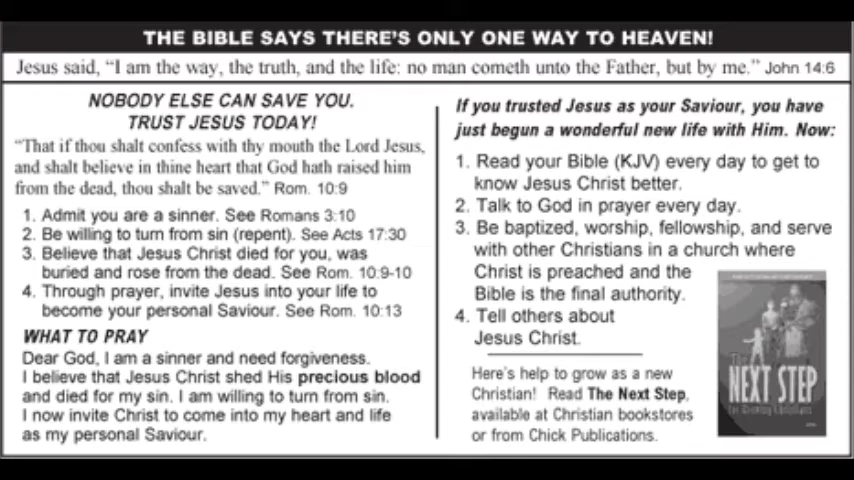 THE BIBLE SAYS THERE'S ONLY ONE WAY TO HEAVEN!
Jesus said, "I am the way, the truth, and the life: no man cometh unto the Father, but by me." John 14:6
NOBODY ELSE CAN SAVE YOU.
TRUST JESUS TODAY!
"That if thou shalt confess with thy mouth the Lord Jesus,
and shalt believe in thine heart that God hath raised him
from the dead, thou shalt be saved." Rom. 10:9
1. Admit you are a sinner. See Romans 3:10
2. Be willing to turn from sin (repent). See Acts 17:30
3. Believe that Jesus Christ died for you, was
buried and rose from the dead. See Rom. 10:9-10
4. Through prayer, invite Jesus into your life to
become your personal Saviour. See Rom. 10:13
WHAT TO PRAY
Dear God, I am a sinner and need forgiveness.
I believe that Jesus Christ shed His precious blood
and died for my sin. I am willing to turn from sin.
I now invite Christ to come into my heart and life
as my personal Saviour.
If you trusted Jesus as your Saviour, you have
just begun a wonderful new life with Him. Now:
1. Read your Bible (KJV) every day to get to
know Jesus Christ better.
2. Talk to God in prayer every day.
3. Be baptized, worship, fellowship, and serve
with other Christians in a church where
Christ is preached and the
Bible is the final authority.
4. Tell others about
Jesus Christ.
Here's help to grow as a new
Christian! Read The Next Step,
available at Christian bookstores
or from Chick Publications.
The
NEXT STEP
For Growing Christians